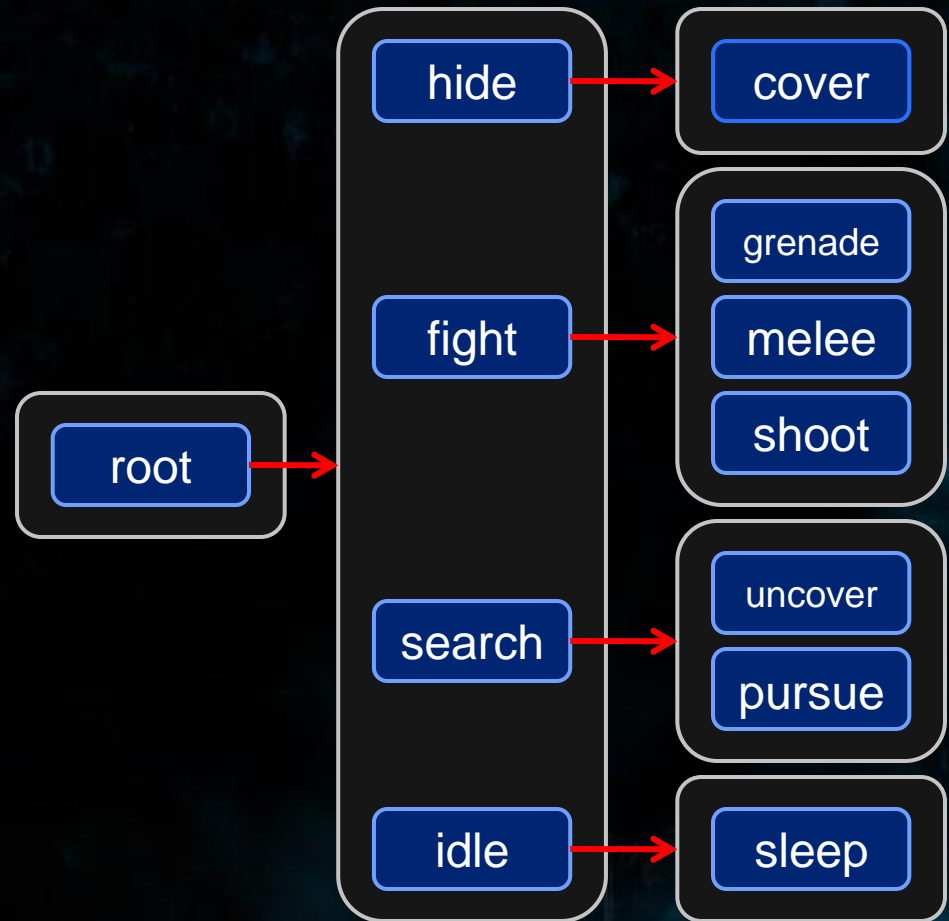 root
hide
fight
search
idle
cover
grenade
melee
shoot
uncover
pursue
sleep